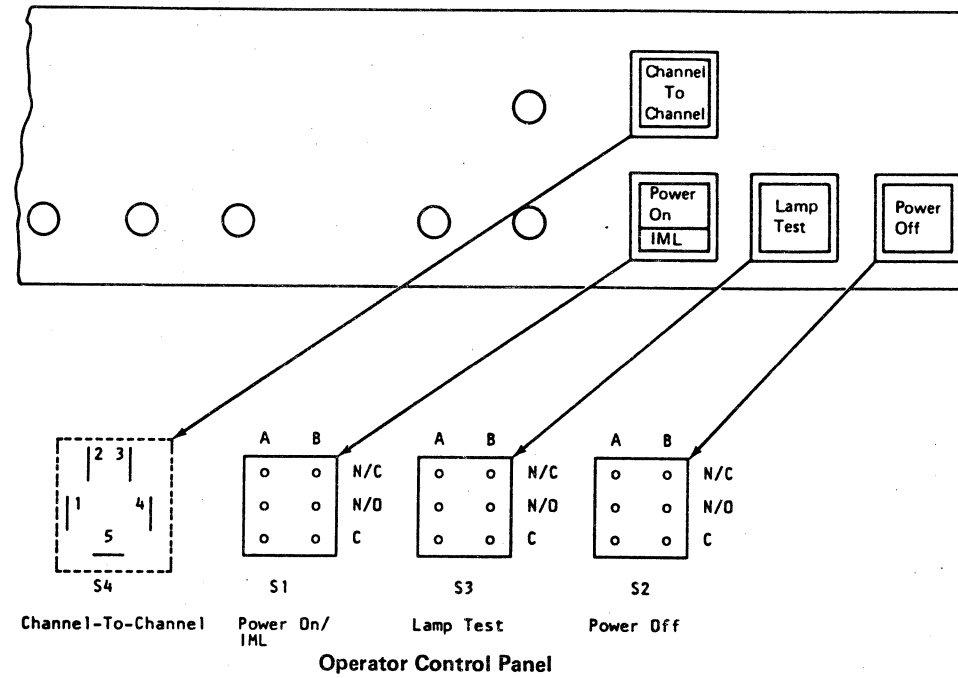 Channel
To
Channel
Power
On
IML
Lamp
Test
Power
Off
A B
A B
A B
2 3
1 4
5
N/C
N/O
C
N/C
N/O
C
N/C
N/O
C
S4
S1
S3
S2
Channel-To-Channel
Power On/
IML
Lamp Test
Power Off
Operator Control Panel